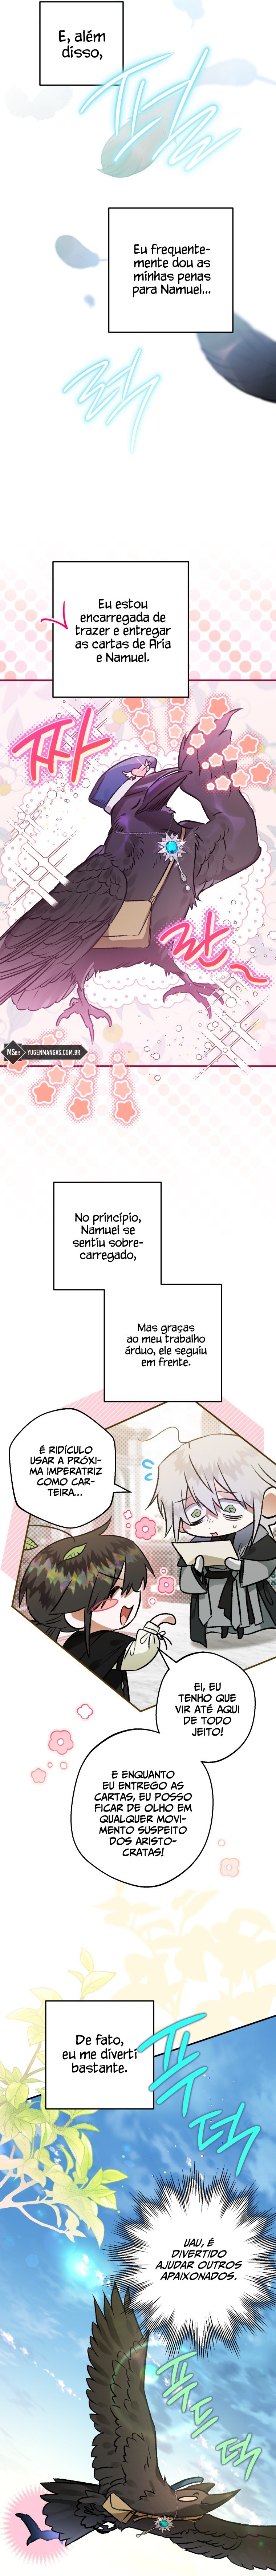 E, além
disso,
Eu frequente-
mente dou as
minhas penas
para Namuel...
Eu estou
encarregada de
trazer e entregar
as cartas de Aria
e Namuel.
짜
잔~
MSon YUGENMANGAS.COM.BR
No princípio,
Namuel se
sentiu sobre-
carregado,
Mas graças
ao meu trabalho
árduo, ele seguiu
em frente.
É RIDÍCULO
USAR A PRÓXI-
MA IMPERATRIZ
COMO CAR-
TEIRA...
EI, EU
TENHO QUE
VIR ATÉ AQUI
DE TODO
JEITO!
E ENQUANTO
EU ENTREGO AS
CARTAS, EU POSSO
FICAR DE OLHO EM
QUALQUER MOVI-
MENTO SUSPEITO
DOS ARISTO-
CRATAS!
De fato,
eu me diverti
bastante.
푸
덕
UAU, É
DIVERTIDO
AJUDAR OUTROS
APAIXONADOS.
푸
드
덕